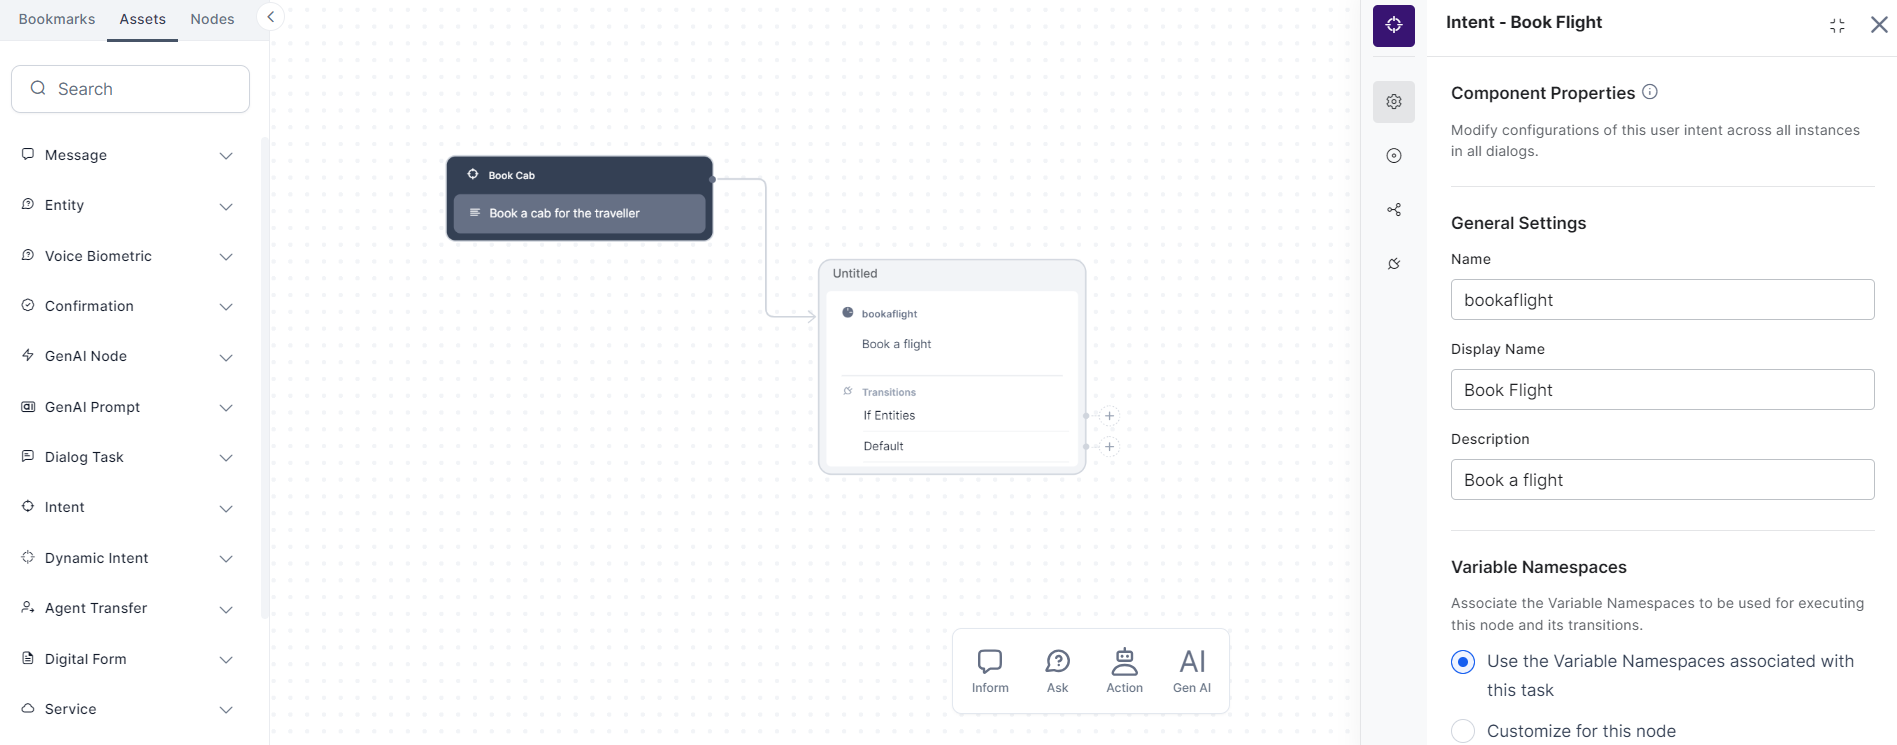 Bookmarks
Assets
Nodes
Search
Message
Entity
Voice Biometric
Confirmation
GenAI Node
GenAI Prompt
Dialog Task
Intent
Dynamic Intent
Agent Transfer
Digital Form
Service
Book Cab
Book a cab for the traveller
Untitled
bookaflight
Book a flight
Transitions
If Entities
Default
Inform
Ask
Action
AI
Gen AI
Intent - Book Flight
Component Properties
Modify configurations of this user intent across all instances
in all dialogs.
General Settings
Name
bookaflight
Display Name
Book Flight
Description
Book a flight
Variable Namespaces
Associate the Variable Namespaces to be used for executing
this node and its transitions.
Use the Variable Namespaces associated with
this task
Customize for this node